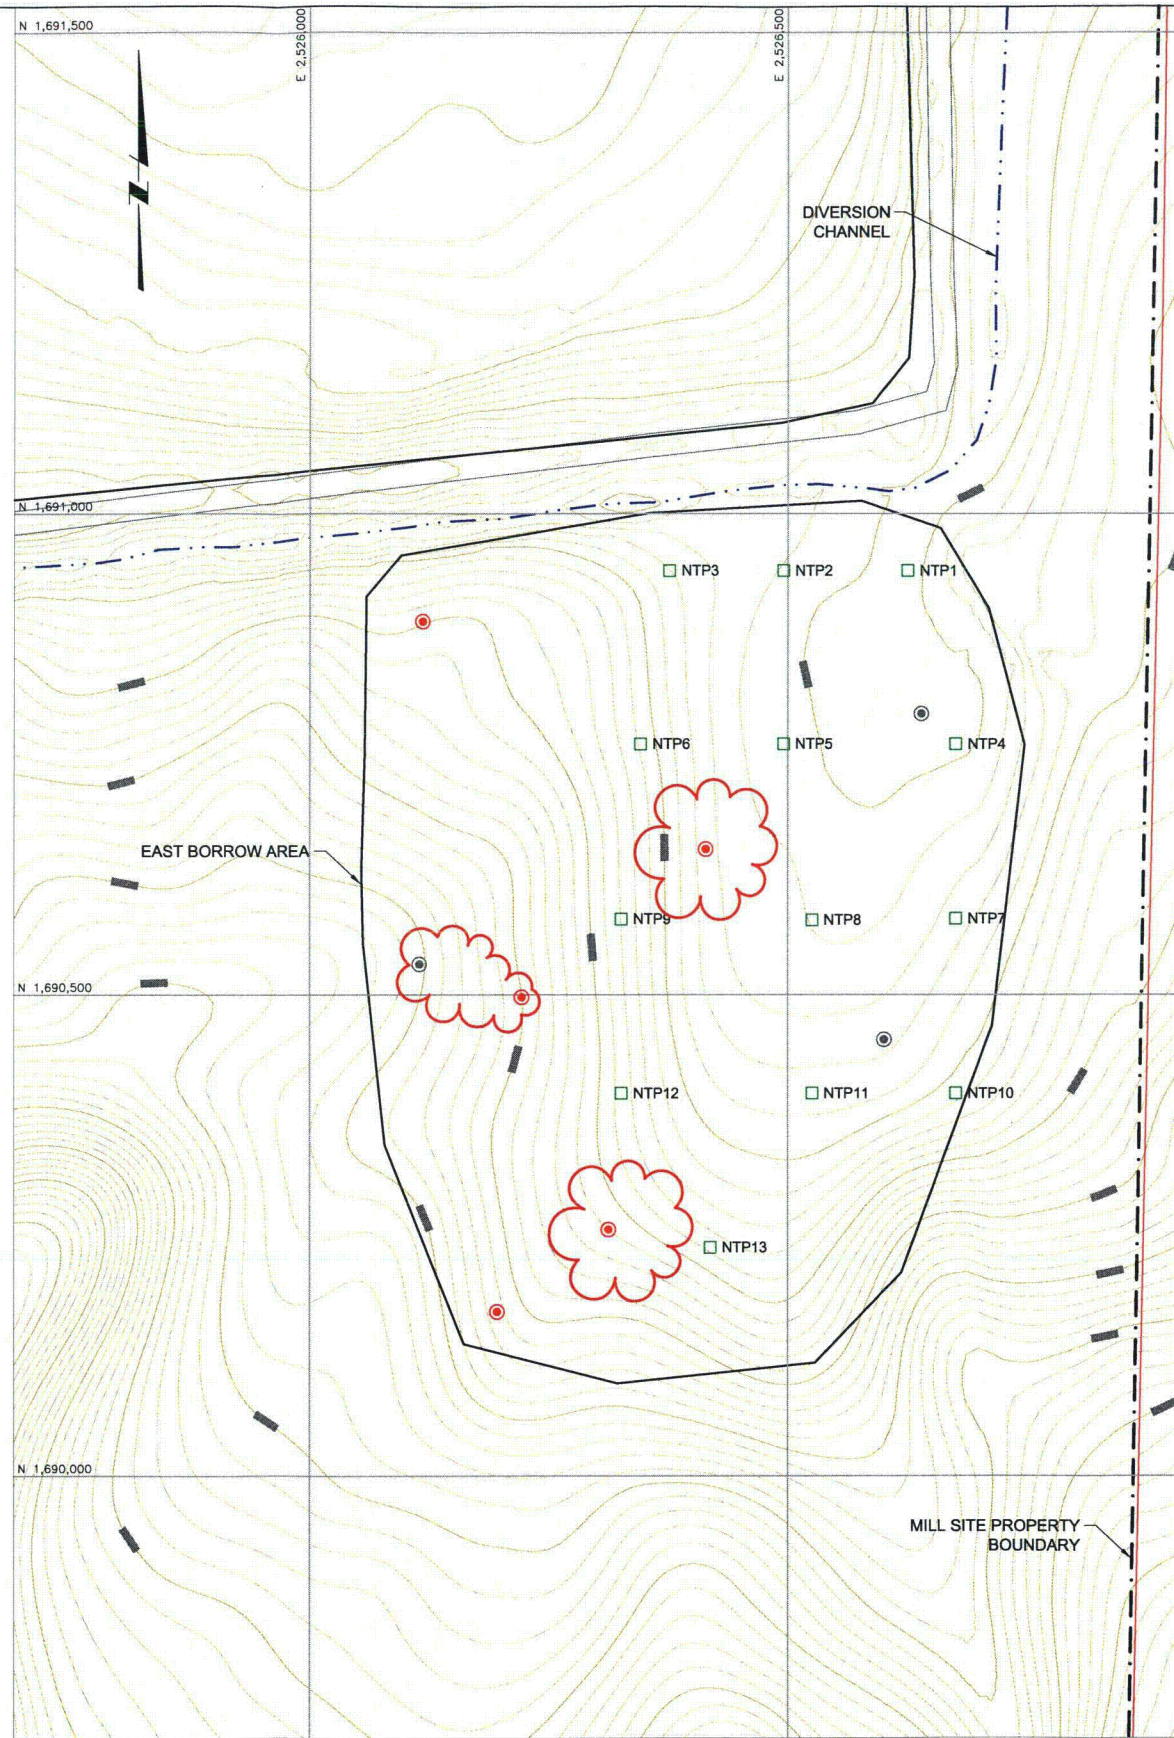 N 1,691,500
E 2,526,000
E 2,526,500
N
DIVERSION
CHANNEL
N 1,691,000
NTP3
NTP2
NTP1
NTP6
NTP5
NTP4
EAST BORROW AREA
NTP9
NTP8
NTP7
N 1,690,500
NTP12
NTP11
NTP10
NTP13
N 1,690,000
MILL SITE PROPERTY
BOUNDARY